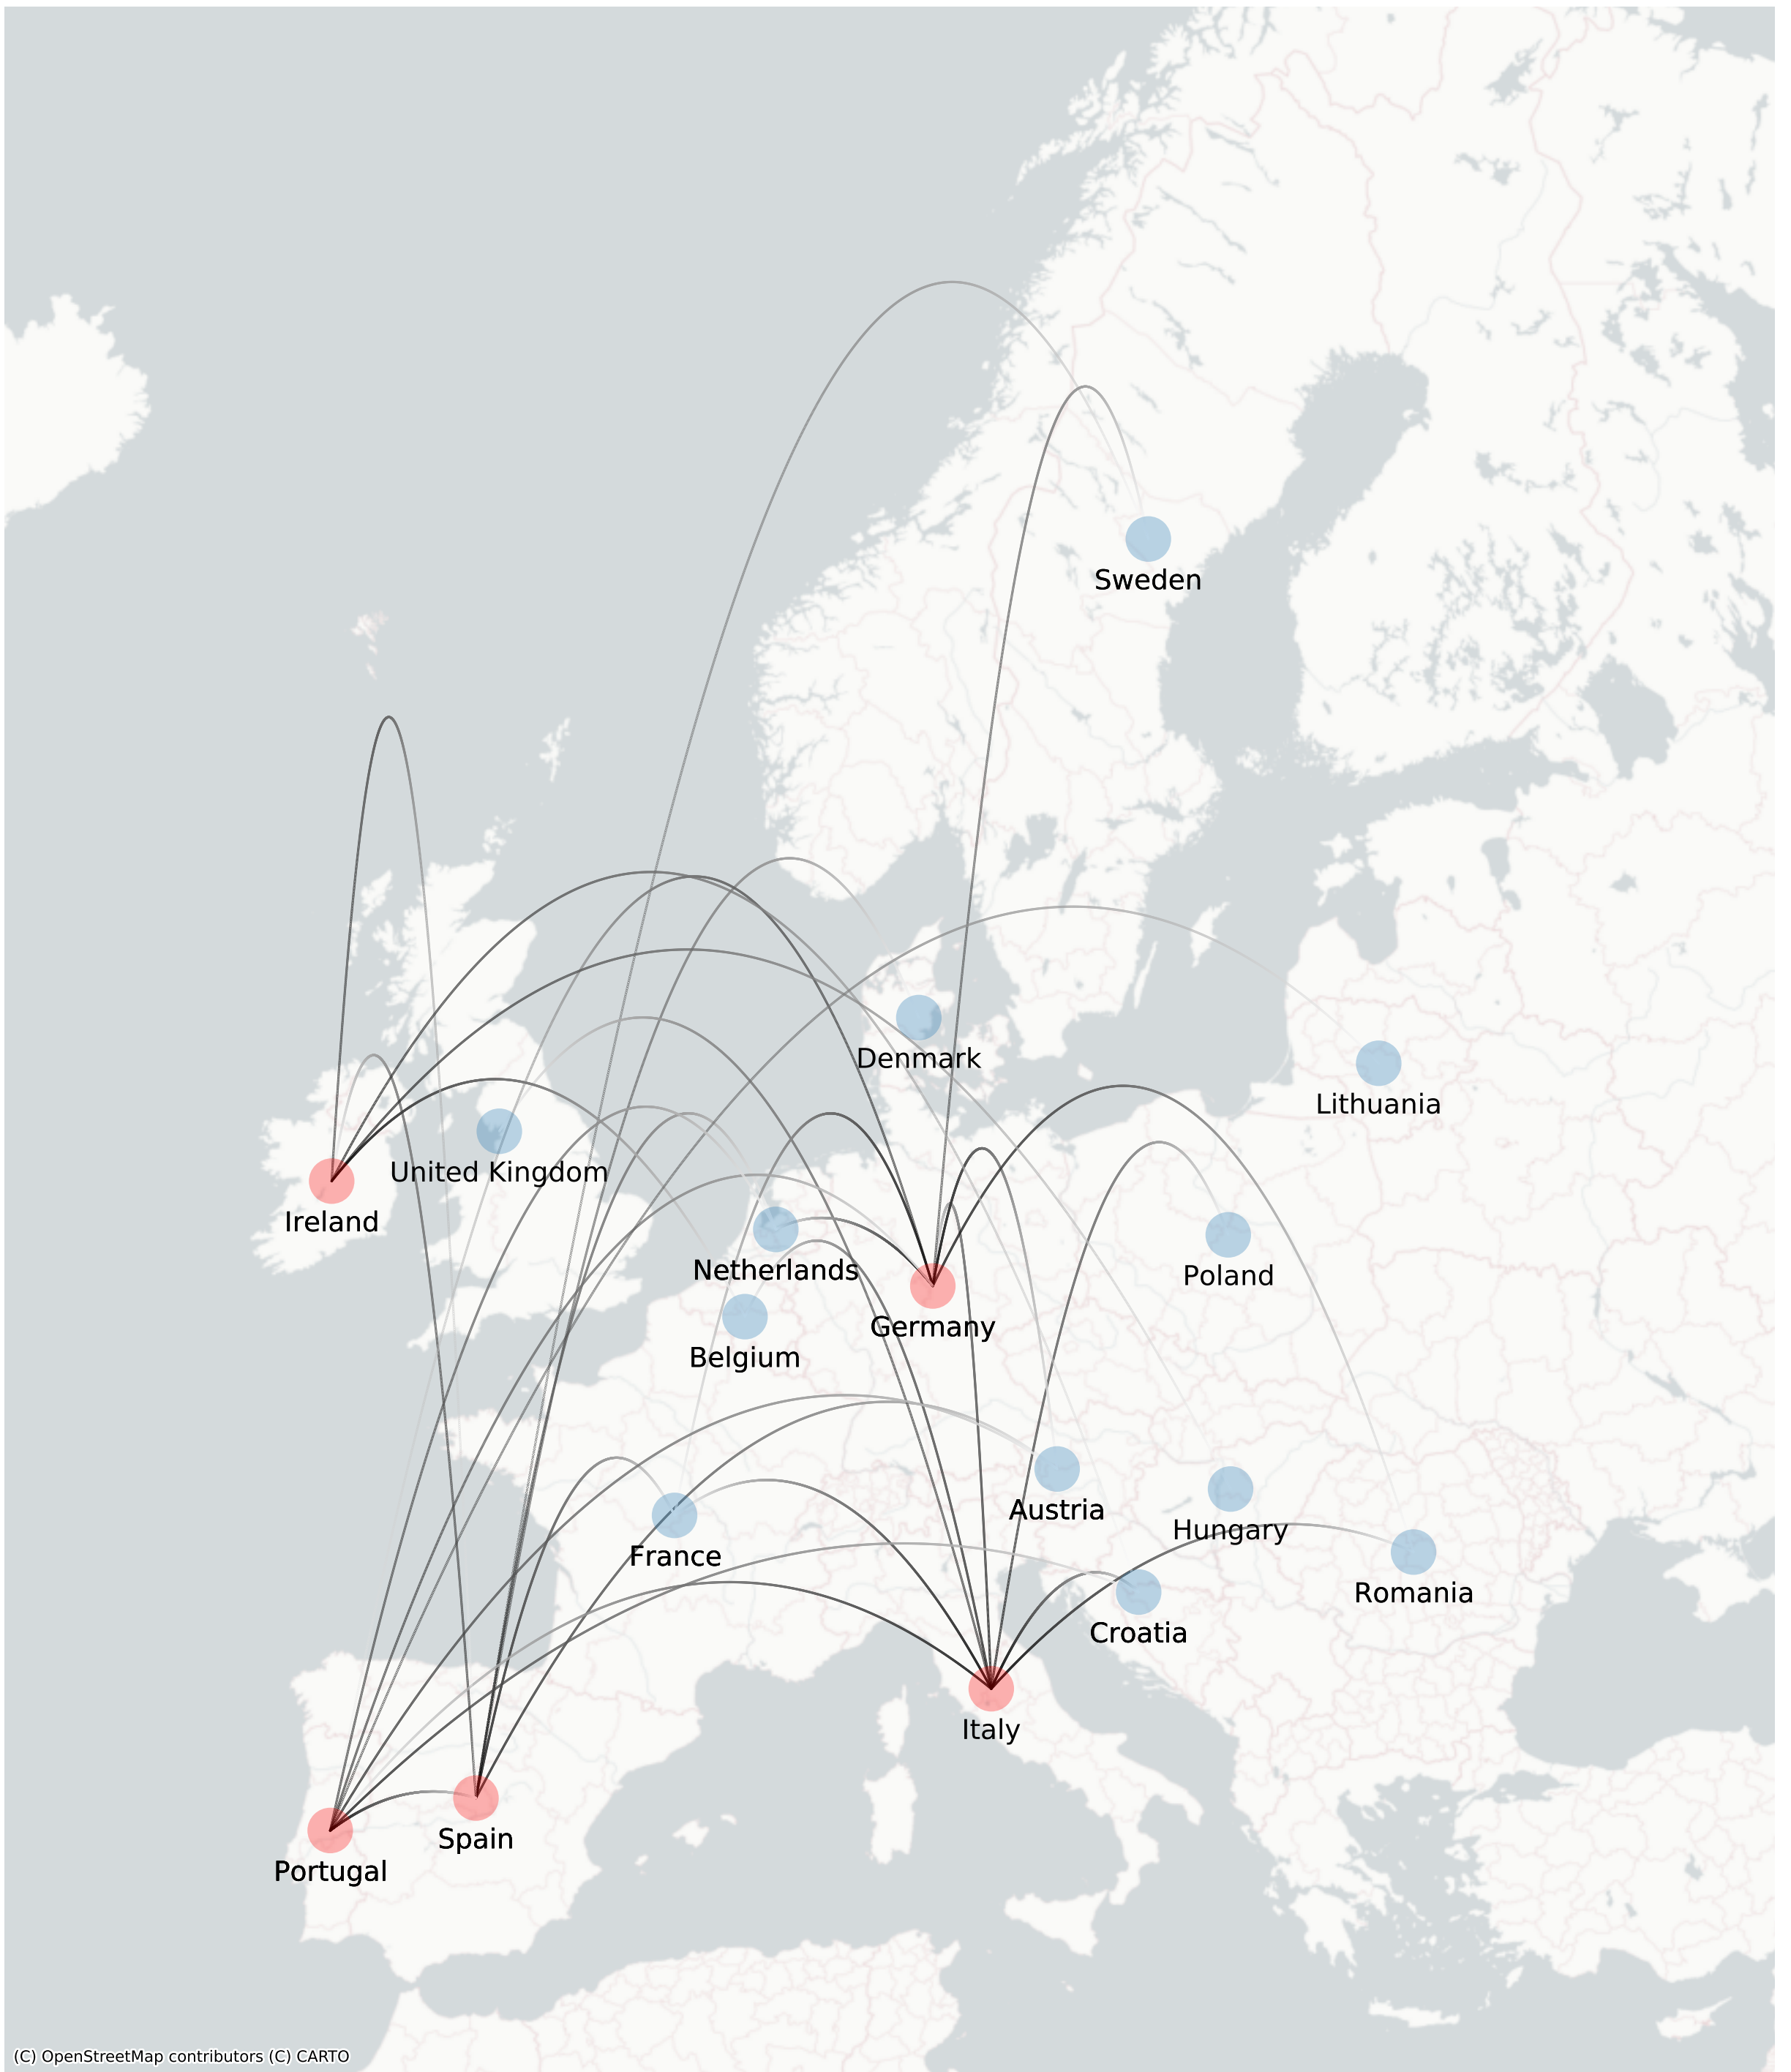 Sweden
Denmark
Lithuania
United Kingdom
Ireland
Netherlands
Poland
Germany
Belgium
Austria
Hungary
France
Romania
Croatia
Italy
Spain
Portugal
(C) OpenStreetMap contributors (C) CARTO